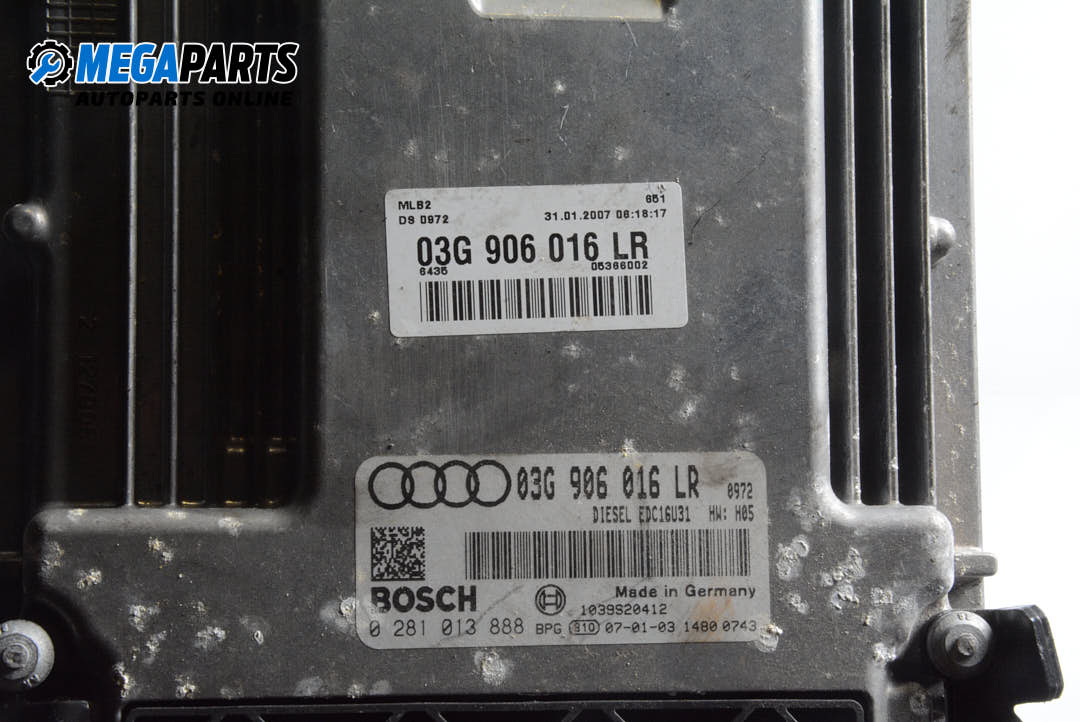 MEGAPARTS
AUTOPARTS ONLINE
MLB2 651
DS 0972 31.01.2007 06:18:17
03G 906 016 LR
6435 05366002
03G 906 016 LR 0972
DIESEL EDC16U31 HW: H05
BOSCH Made in Germany
1039S20412
0 281 013 888 BPG S10 07-01-03 1480 0743